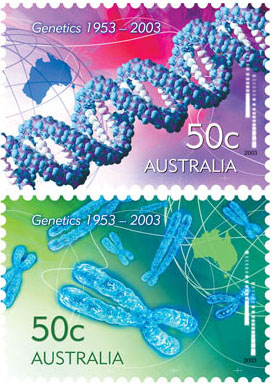 Genetics 1953 – 2003
50c
2003
AUSTRALIA
Genetics 1953 – 2003
50c
AUSTRALIA
2003